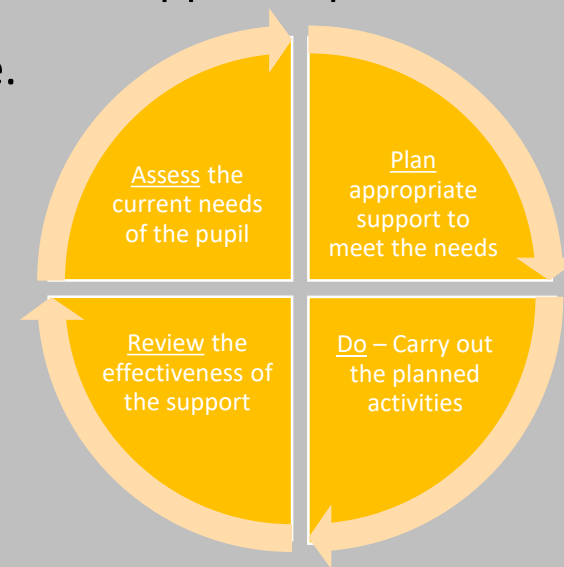 e.
Assess the
current needs
of the pupil
Plan
appropriate
support to
meet the needs
Do – Carry out
the planned
activities
Review the
effectiveness of
the support